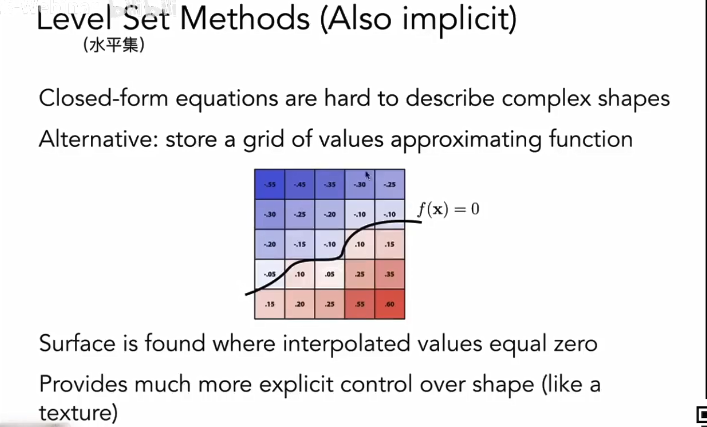 Level Set Methods (Also implicit)
(水平集)
Closed-form equations are hard to describe complex shapes
Alternative: store a grid of values approximating function
-.55 -.45 -.35 -.30 -.25
-.30 -.25 -.20 -.10 -.10
f(x) = 0
-.20 -.15 -.10 .10 .15
-.05 .10 .05 .25 .35
.15 .20 .25 .55 .60
Surface is found where interpolated values equal zero
Provides much more explicit control over shape (like a
texture)